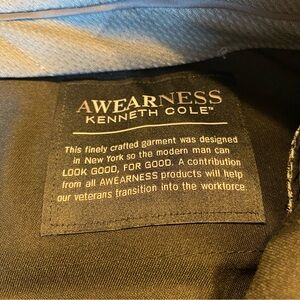 AWEARNESS
KENNETH COLE™
This finely crafted garment was designed
in New York so the modern man can
LOOK GOOD, FOR GOOD. A contribution
from all AWEARNESS products will help
our veterans transition into the workforce.